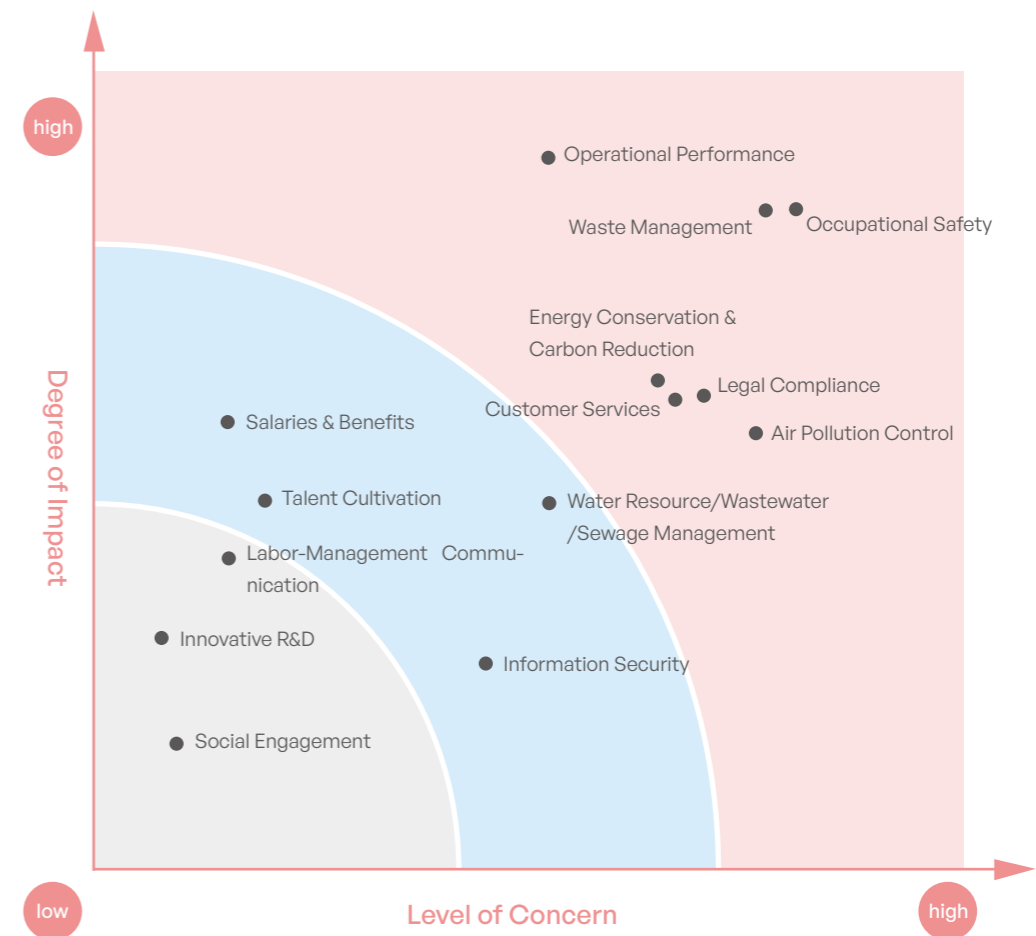 high
Operational Performance
Waste Management
Occupational Safety
Energy Conservation &
Carbon Reduction
Legal Compliance
Customer Services
Air Pollution Control
Salaries & Benefits
Talent Cultivation
Water Resource/Wastewater
/Sewage Management
Labor-Management Commu-
nication
Innovative R&D
Information Security
Social Engagement
Degree of Impact
low
Level of Concern
high